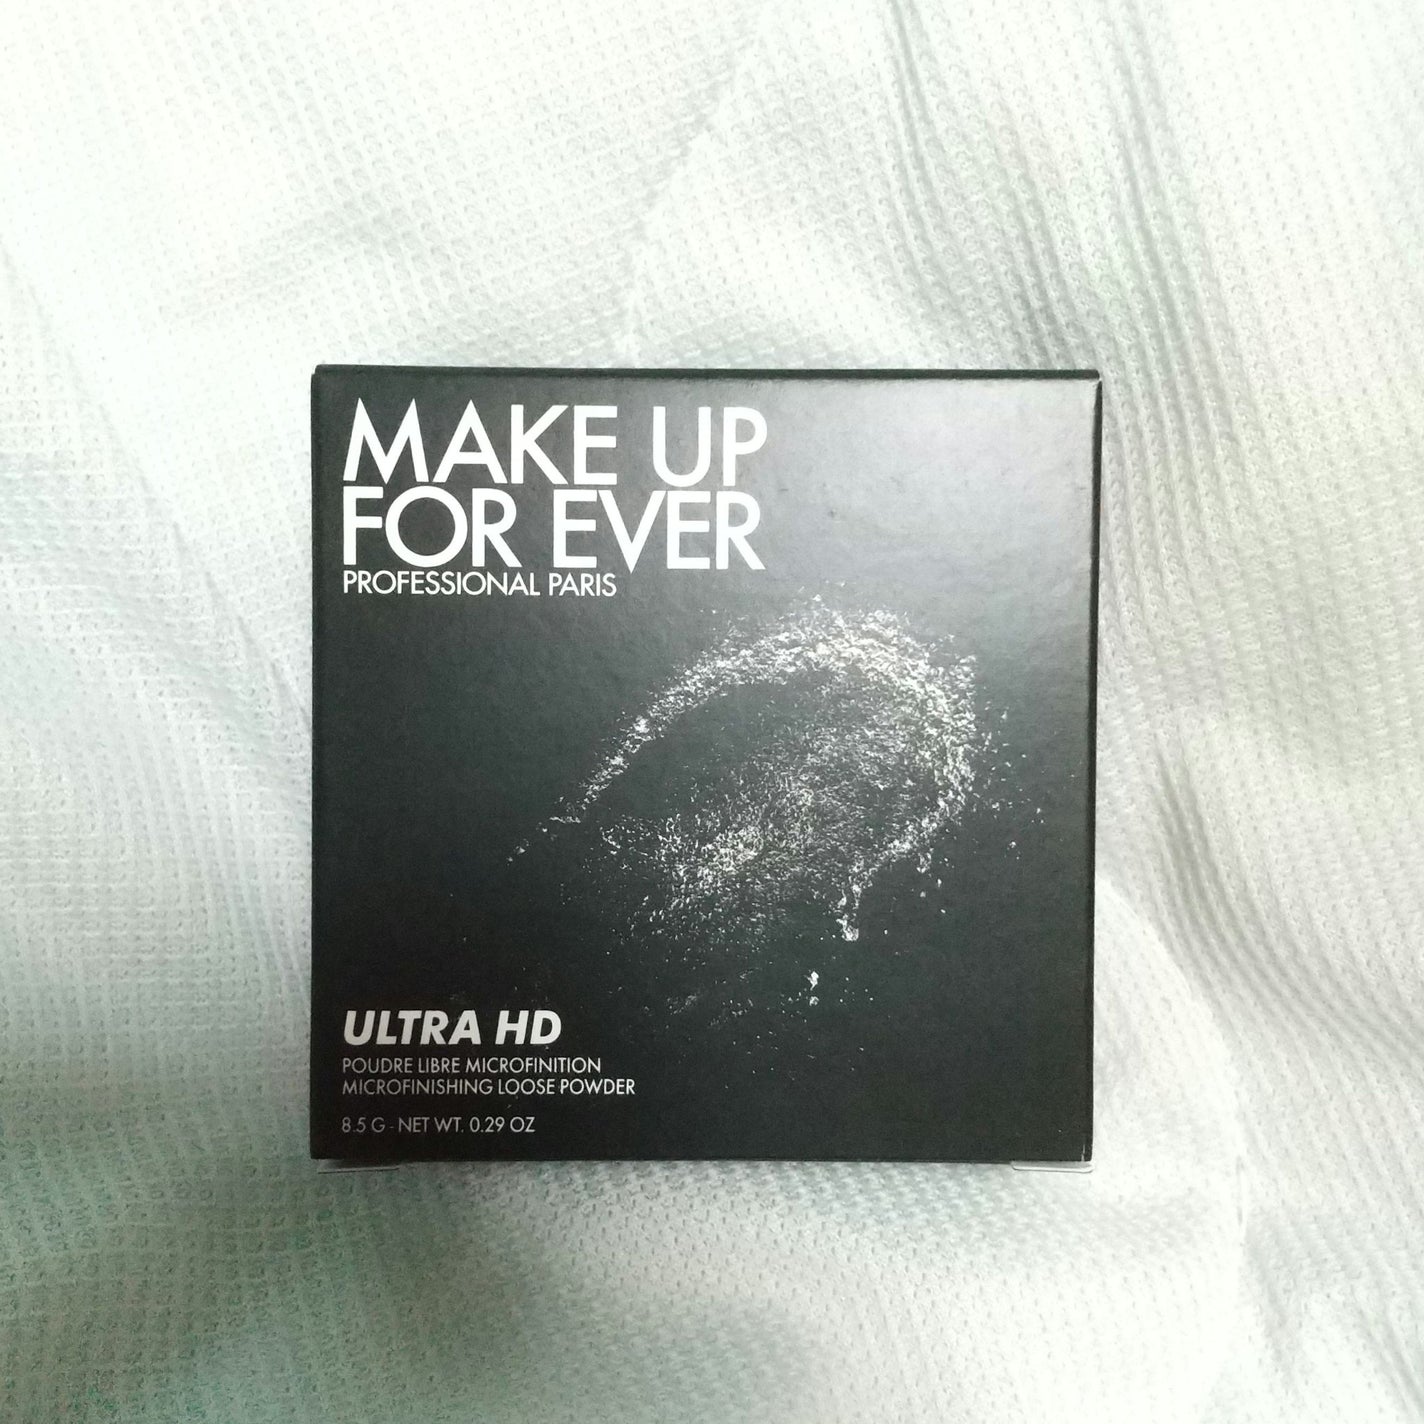 MAKE UP
FOR EVER
PROFESSIONAL PARIS
ULTRA HD
POUDRE LIBRE MICROFINITION
MICROFINISHING LOOSE POWDER
8.5 G - NET WT. 0.29 OZ